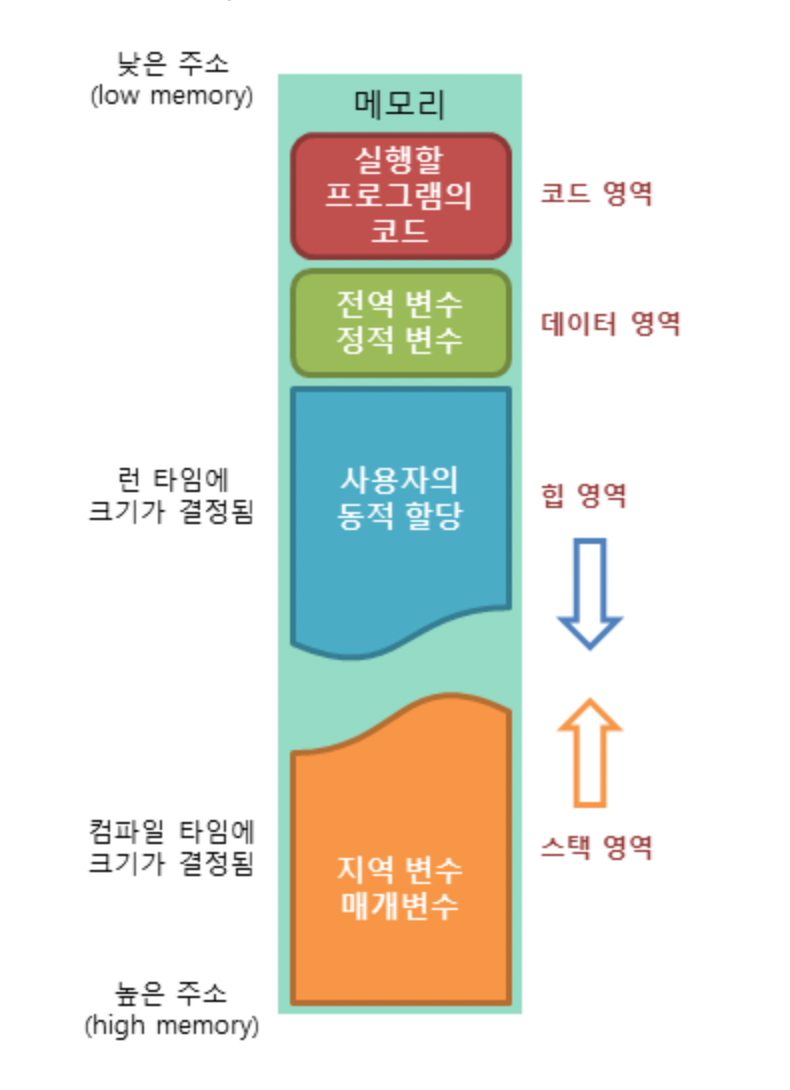 낮은 주소
(low memory)
메모리
실행할
프로그램의
코드
코드 영역
전역 변수
정적 변수
데이터 영역
런 타임에
크기가 결정됨
사용자의
동적 할당
힙 영역
컴파일 타임에
크기가 결정됨
지역 변수
매개변수
스택 영역
높은 주소
(high memory)